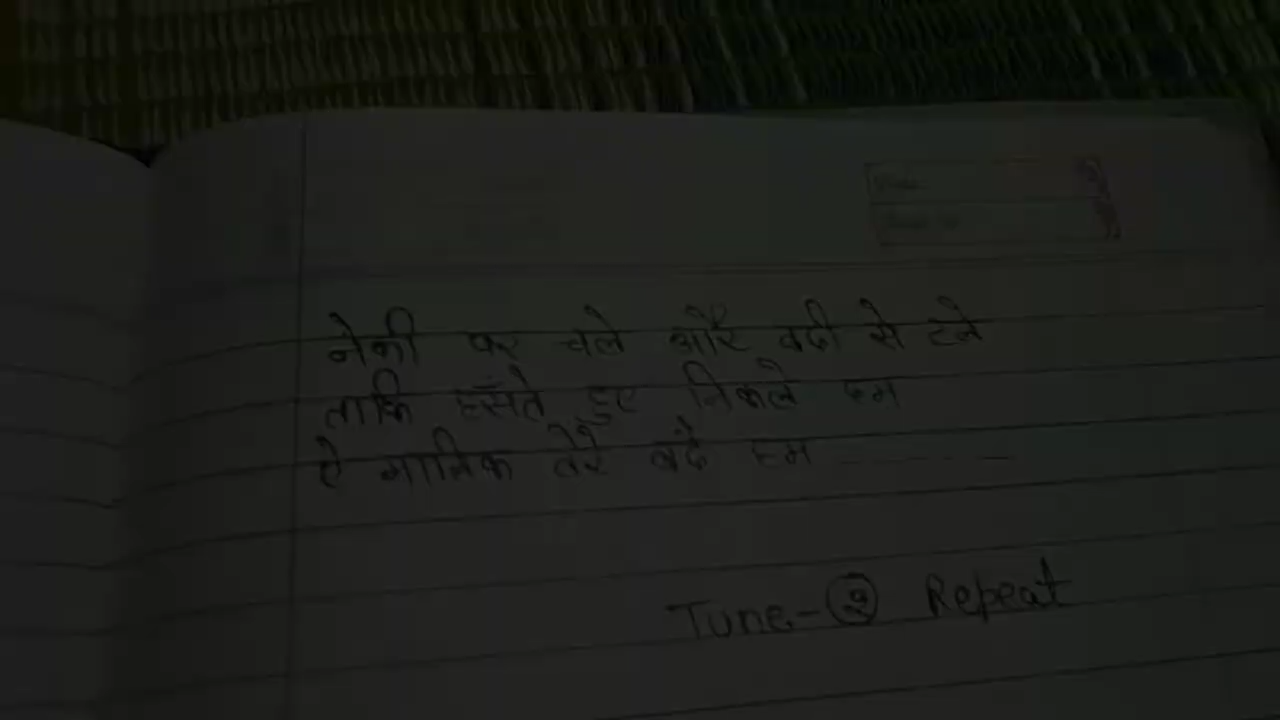 नेकी पर चले और बदी से टले
ताकि हँसते हुए निकले दम
ऐ मालिक तेरे बंदे हम ----------
Tune-② Repeat